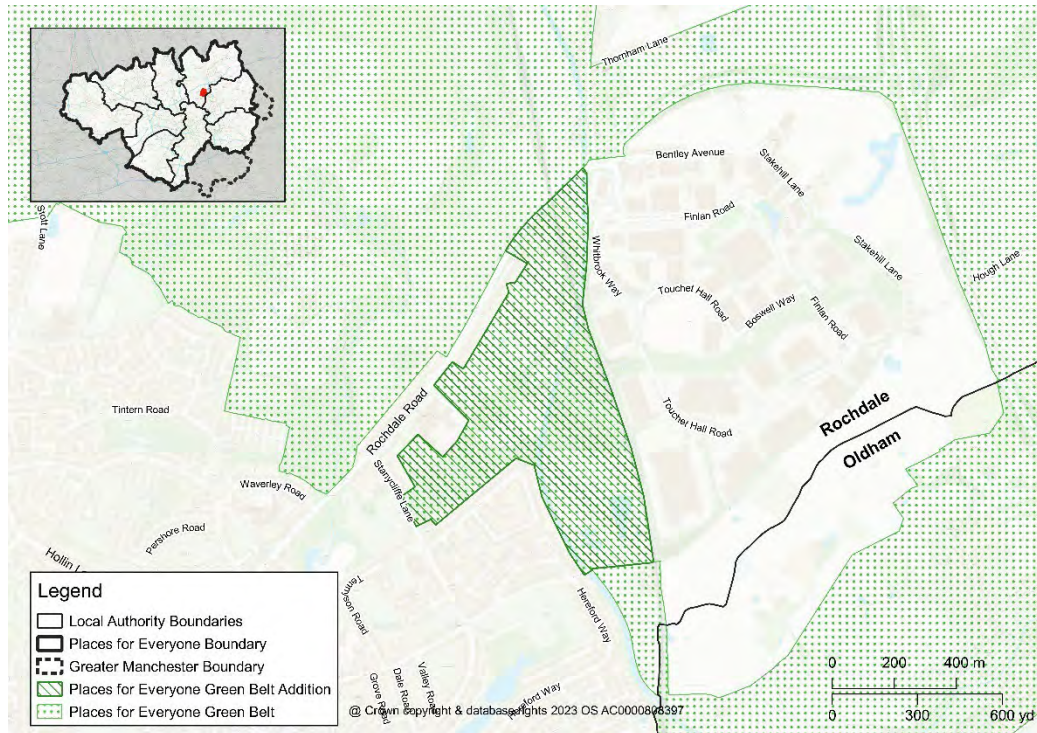 Thornham Lane
Bentley Avenue
Stakehill Lane
Finlan Road
Stott Lane
Whitbrook Way
Stakehill Lane
Hough Lane
Touchet Hall Road
Boswell Way
Finlan Road
Tintern Road
Rochdale Road
Touchet Hall Road
Rochdale
Oldham
Stanycliffe Lane
Waverley Road
Pershore Road
Hollin
Tennyson Road
Hereford Way
Valley Road
Dale Road
Grove Road
Hereford Way
Legend
Local Authority Boundaries
Places for Everyone Boundary
Greater Manchester Boundary
Places for Everyone Green Belt Addition
Places for Everyone Green Belt
@ Crown copyright & database rights 2023 OS AC0000808397
0 200 400 m
0 300 600 yd